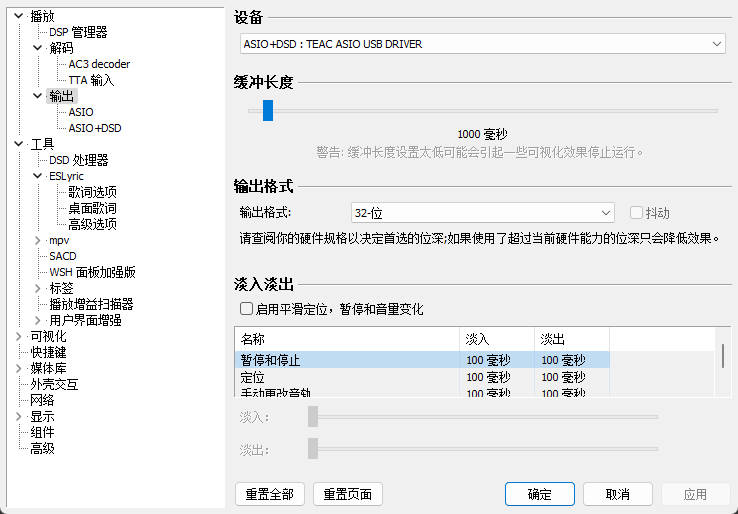 播放
DSP 管理器
解码
AC3 decoder
TTA 输入
输出
ASIO
ASIO+DSD
工具
DSD 处理器
ESLyric
歌词选项
桌面歌词
高级选项
mpv
SACD
WSH 面板加强版
标签
播放增益扫描器
用户界面增强
可视化
快捷键
媒体库
外壳交互
网络
显示
组件
高级
设备
ASIO+DSD : TEAC ASIO USB DRIVER
缓冲长度
1000 毫秒
警告: 缓冲长度设置太低可能会引起一些可视化效果停止运行。
输出格式
输出格式: 32-位 抖动
请查阅你的硬件规格以决定首选的位深;如果使用了超过当前硬件能力的位深只会降低效果。
淡入淡出
启用平滑定位，暂停和音量变化
名称 淡入 淡出
暂停和停止 100 毫秒 100 毫秒
定位 100 毫秒 100 毫秒
手动更改音轨 100 毫秒 100 毫秒
淡入:
淡出:
重置全部 重置页面 确定 取消 应用